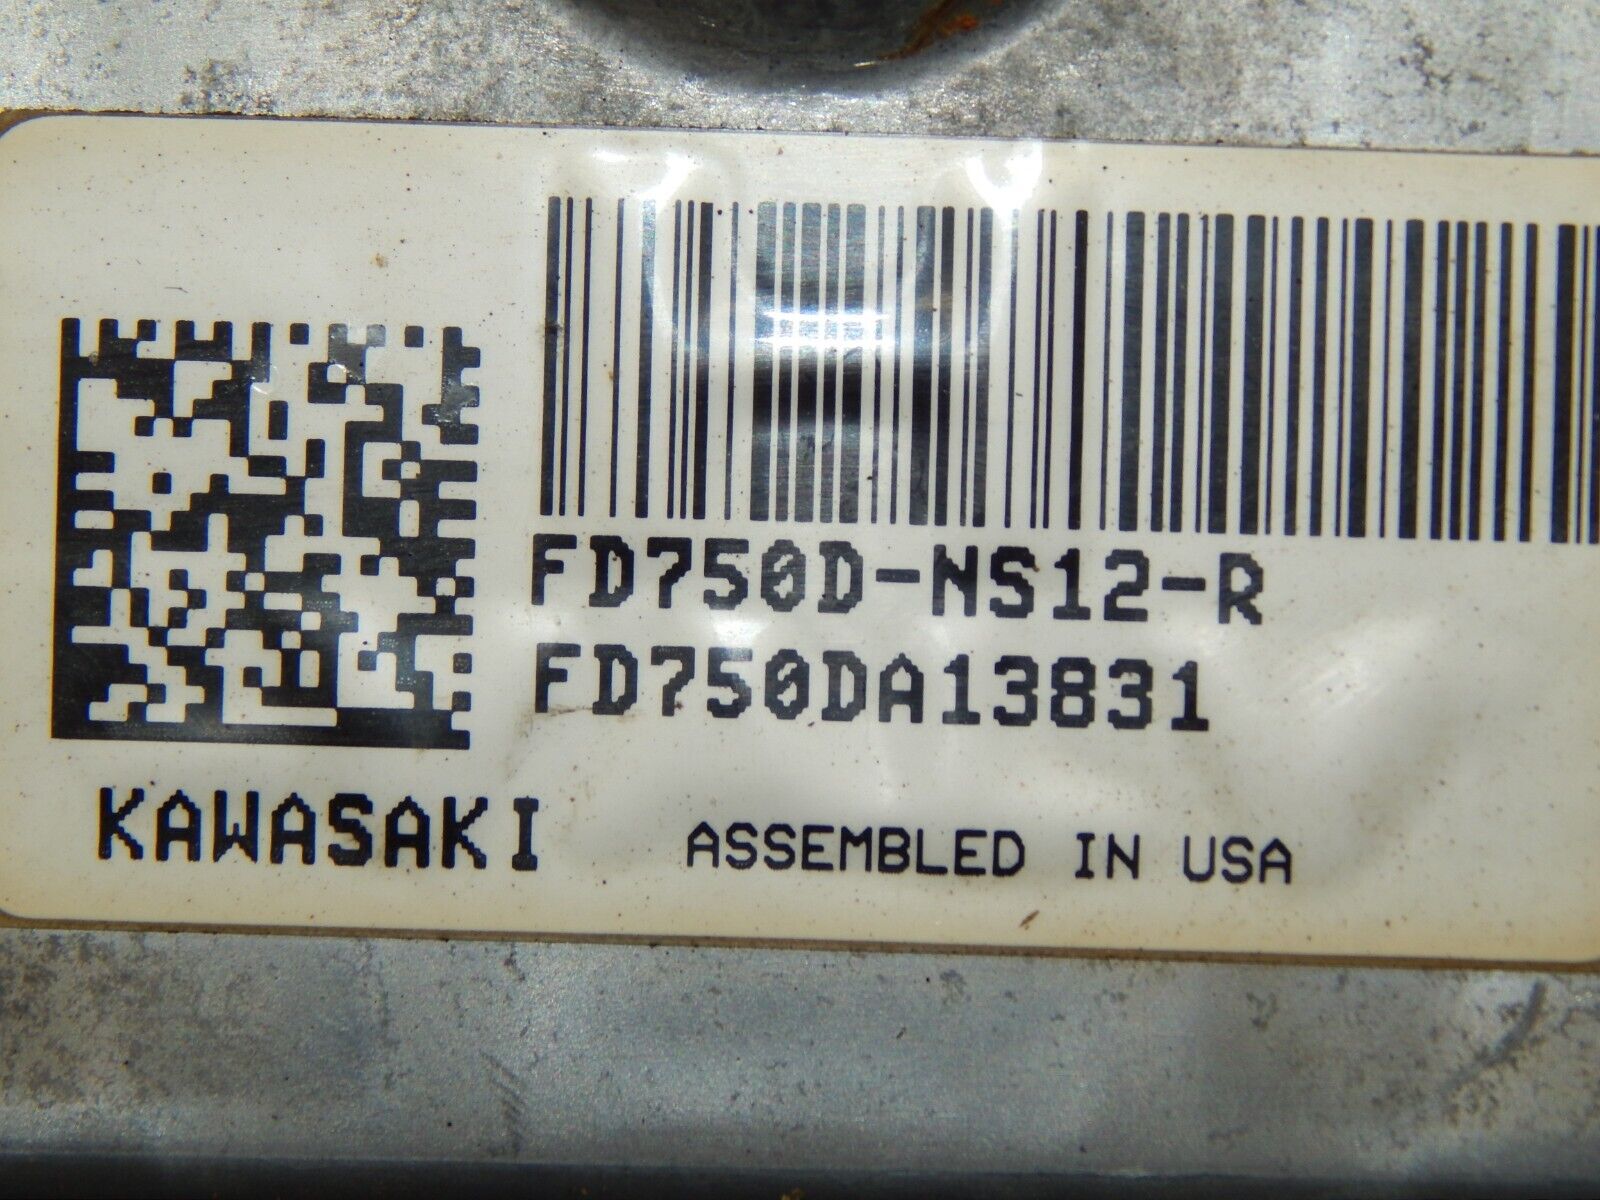 FD750D-NS12-R
FD750DA13831
KAWASAKI ASSEMBLED IN USA